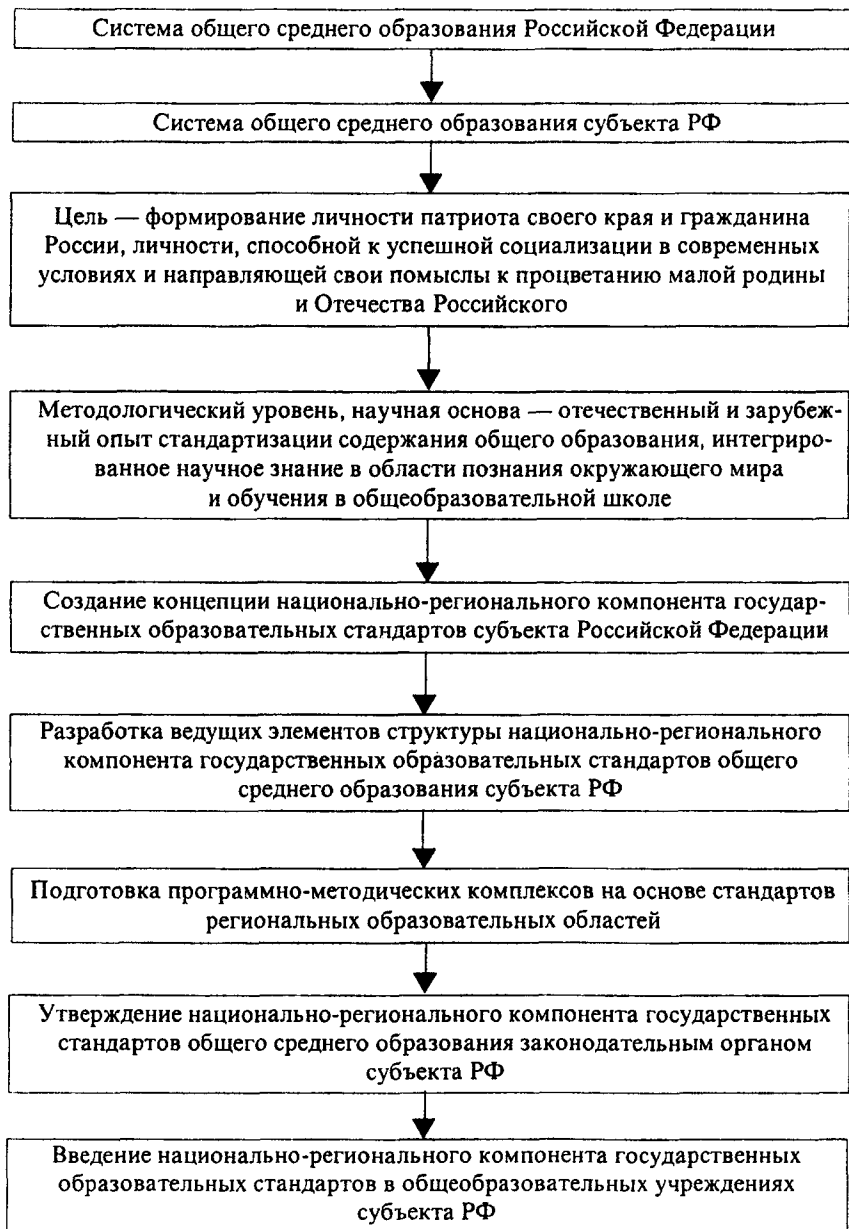 Система общего среднего образования Российской Федерации
Система общего среднего образования субъекта РФ
Цель — формирование личности патриота своего края и гражданина
России, личности, способной к успешной социализации в современных
условиях и направляющей свои помыслы к процветанию малой родины
и Отечества Российского
Методологический уровень, научная основа — отечественный и зарубеж-
ный опыт стандартизации содержания общего образования, интегриро-
ванное научное знание в области познания окружающего мира
и обучения в общеобразовательной школе
Создание концепции национально-регионального компонента государ-
ственных образовательных стандартов субъекта Российской Федерации
Разработка ведущих элементов структуры национально-регионального
компонента государственных образовательных стандартов общего
среднего образования субъекта РФ
Подготовка программно-методических комплексов на основе стандартов
региональных образовательных областей
Утверждение национально-регионального компонента государственных
стандартов общего среднего образования законодательным органом
субъекта РФ
Введение национально-регионального компонента государственных
образовательных стандартов в общеобразовательных учреждениях
субъекта РФ